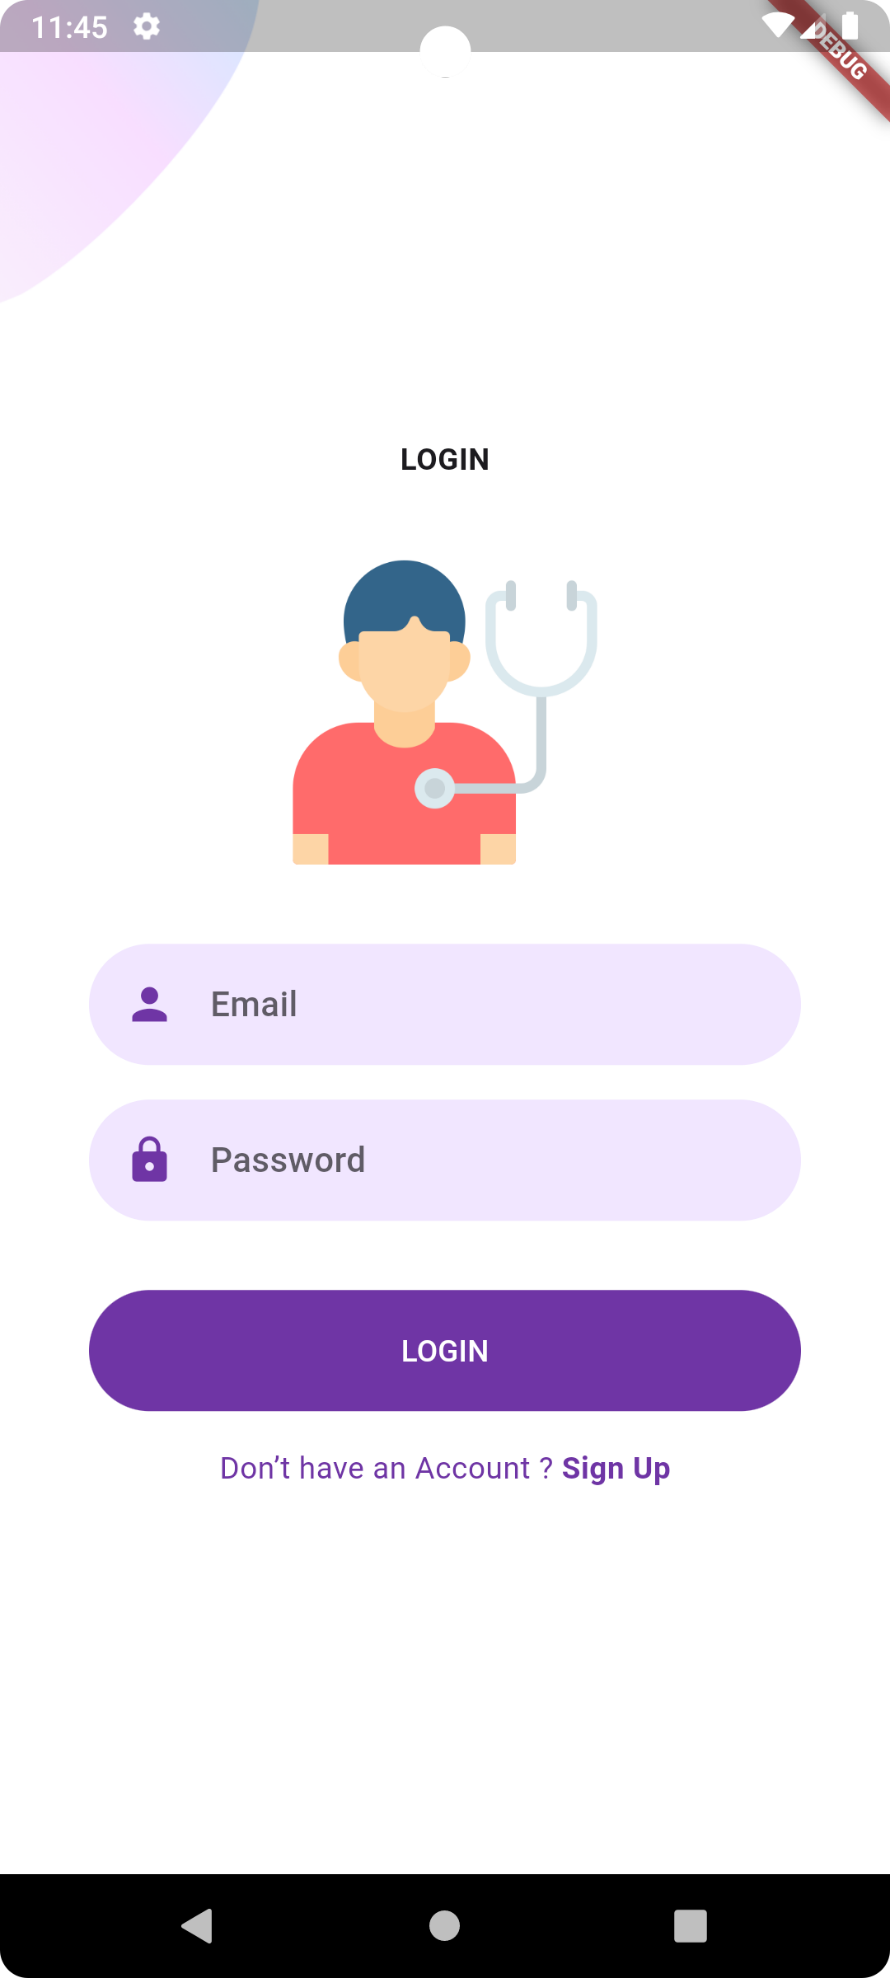 11:45
DEBUG
LOGIN
Email
Password
LOGIN
Don’t have an Account ? Sign Up